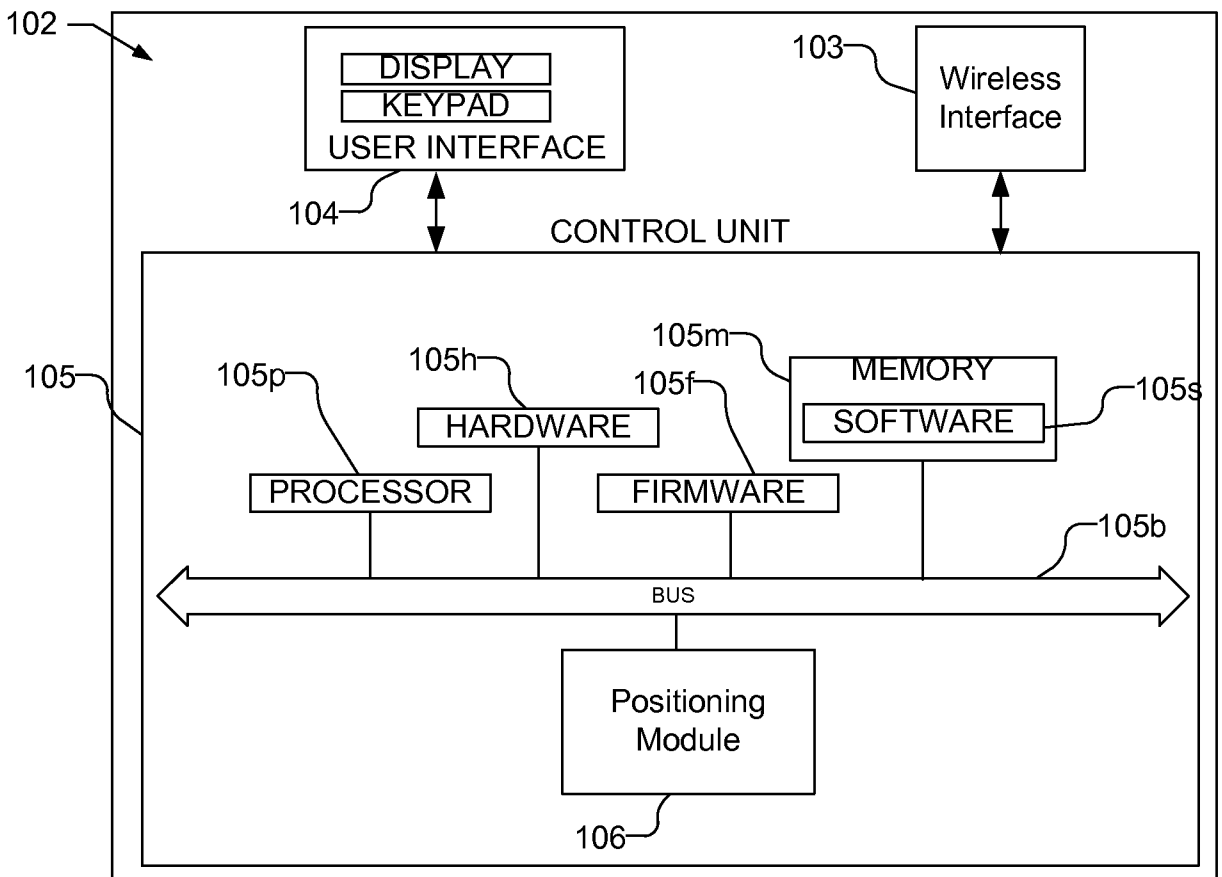 102
DISPLAY
KEYPAD
USER INTERFACE
104
103
Wireless
Interface
CONTROL UNIT
105
105p
105h
105f
105m
MEMORY
SOFTWARE
105s
HARDWARE
PROCESSOR
FIRMWARE
105b
BUS
Positioning
Module
106